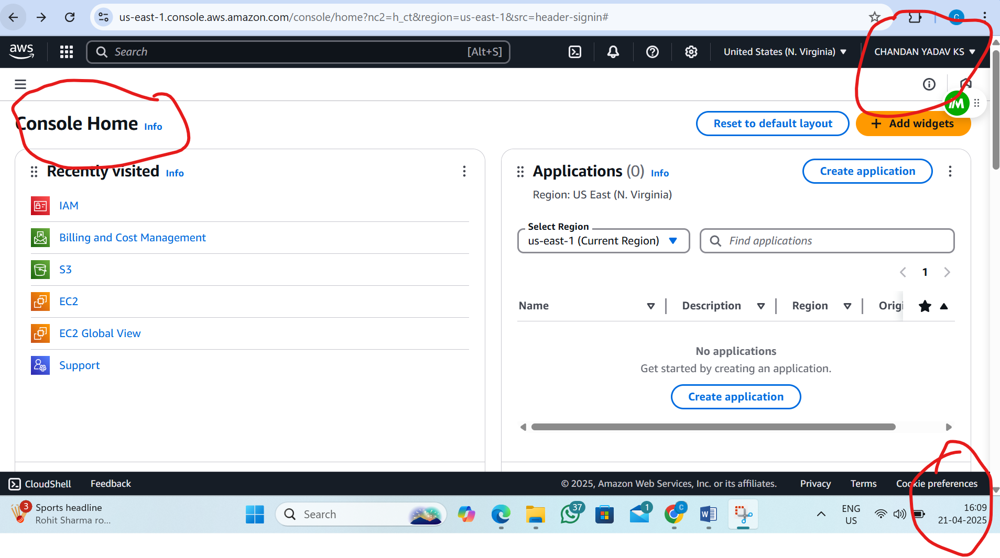 us-east-1.console.aws.amazon.com/console/home?nc2=h_ct&region=us-east-1&src=header-signin#
C
aws
Search
[Alt+S]
United States (N. Virginia)
CHANDAN YADAV KS
Console Home Info
Reset to default layout
+ Add widgets
Recently visited Info
IAM
Billing and Cost Management
S3
EC2
EC2 Global View
Support
Applications (0) Info
Create application
Region: US East (N. Virginia)
Select Region
us-east-1 (Current Region)
Find applications
1
Name
Description
Region
Origi
No applications
Get started by creating an application.
Create application
CloudShell
Feedback
© 2025, Amazon Web Services, Inc. or its affiliates.
Privacy
Terms
Cookie preferences
3
Sports headline
Rohit Sharma ro...
Search
37
1
C
W
ENG
US
16:09
21-04-2025